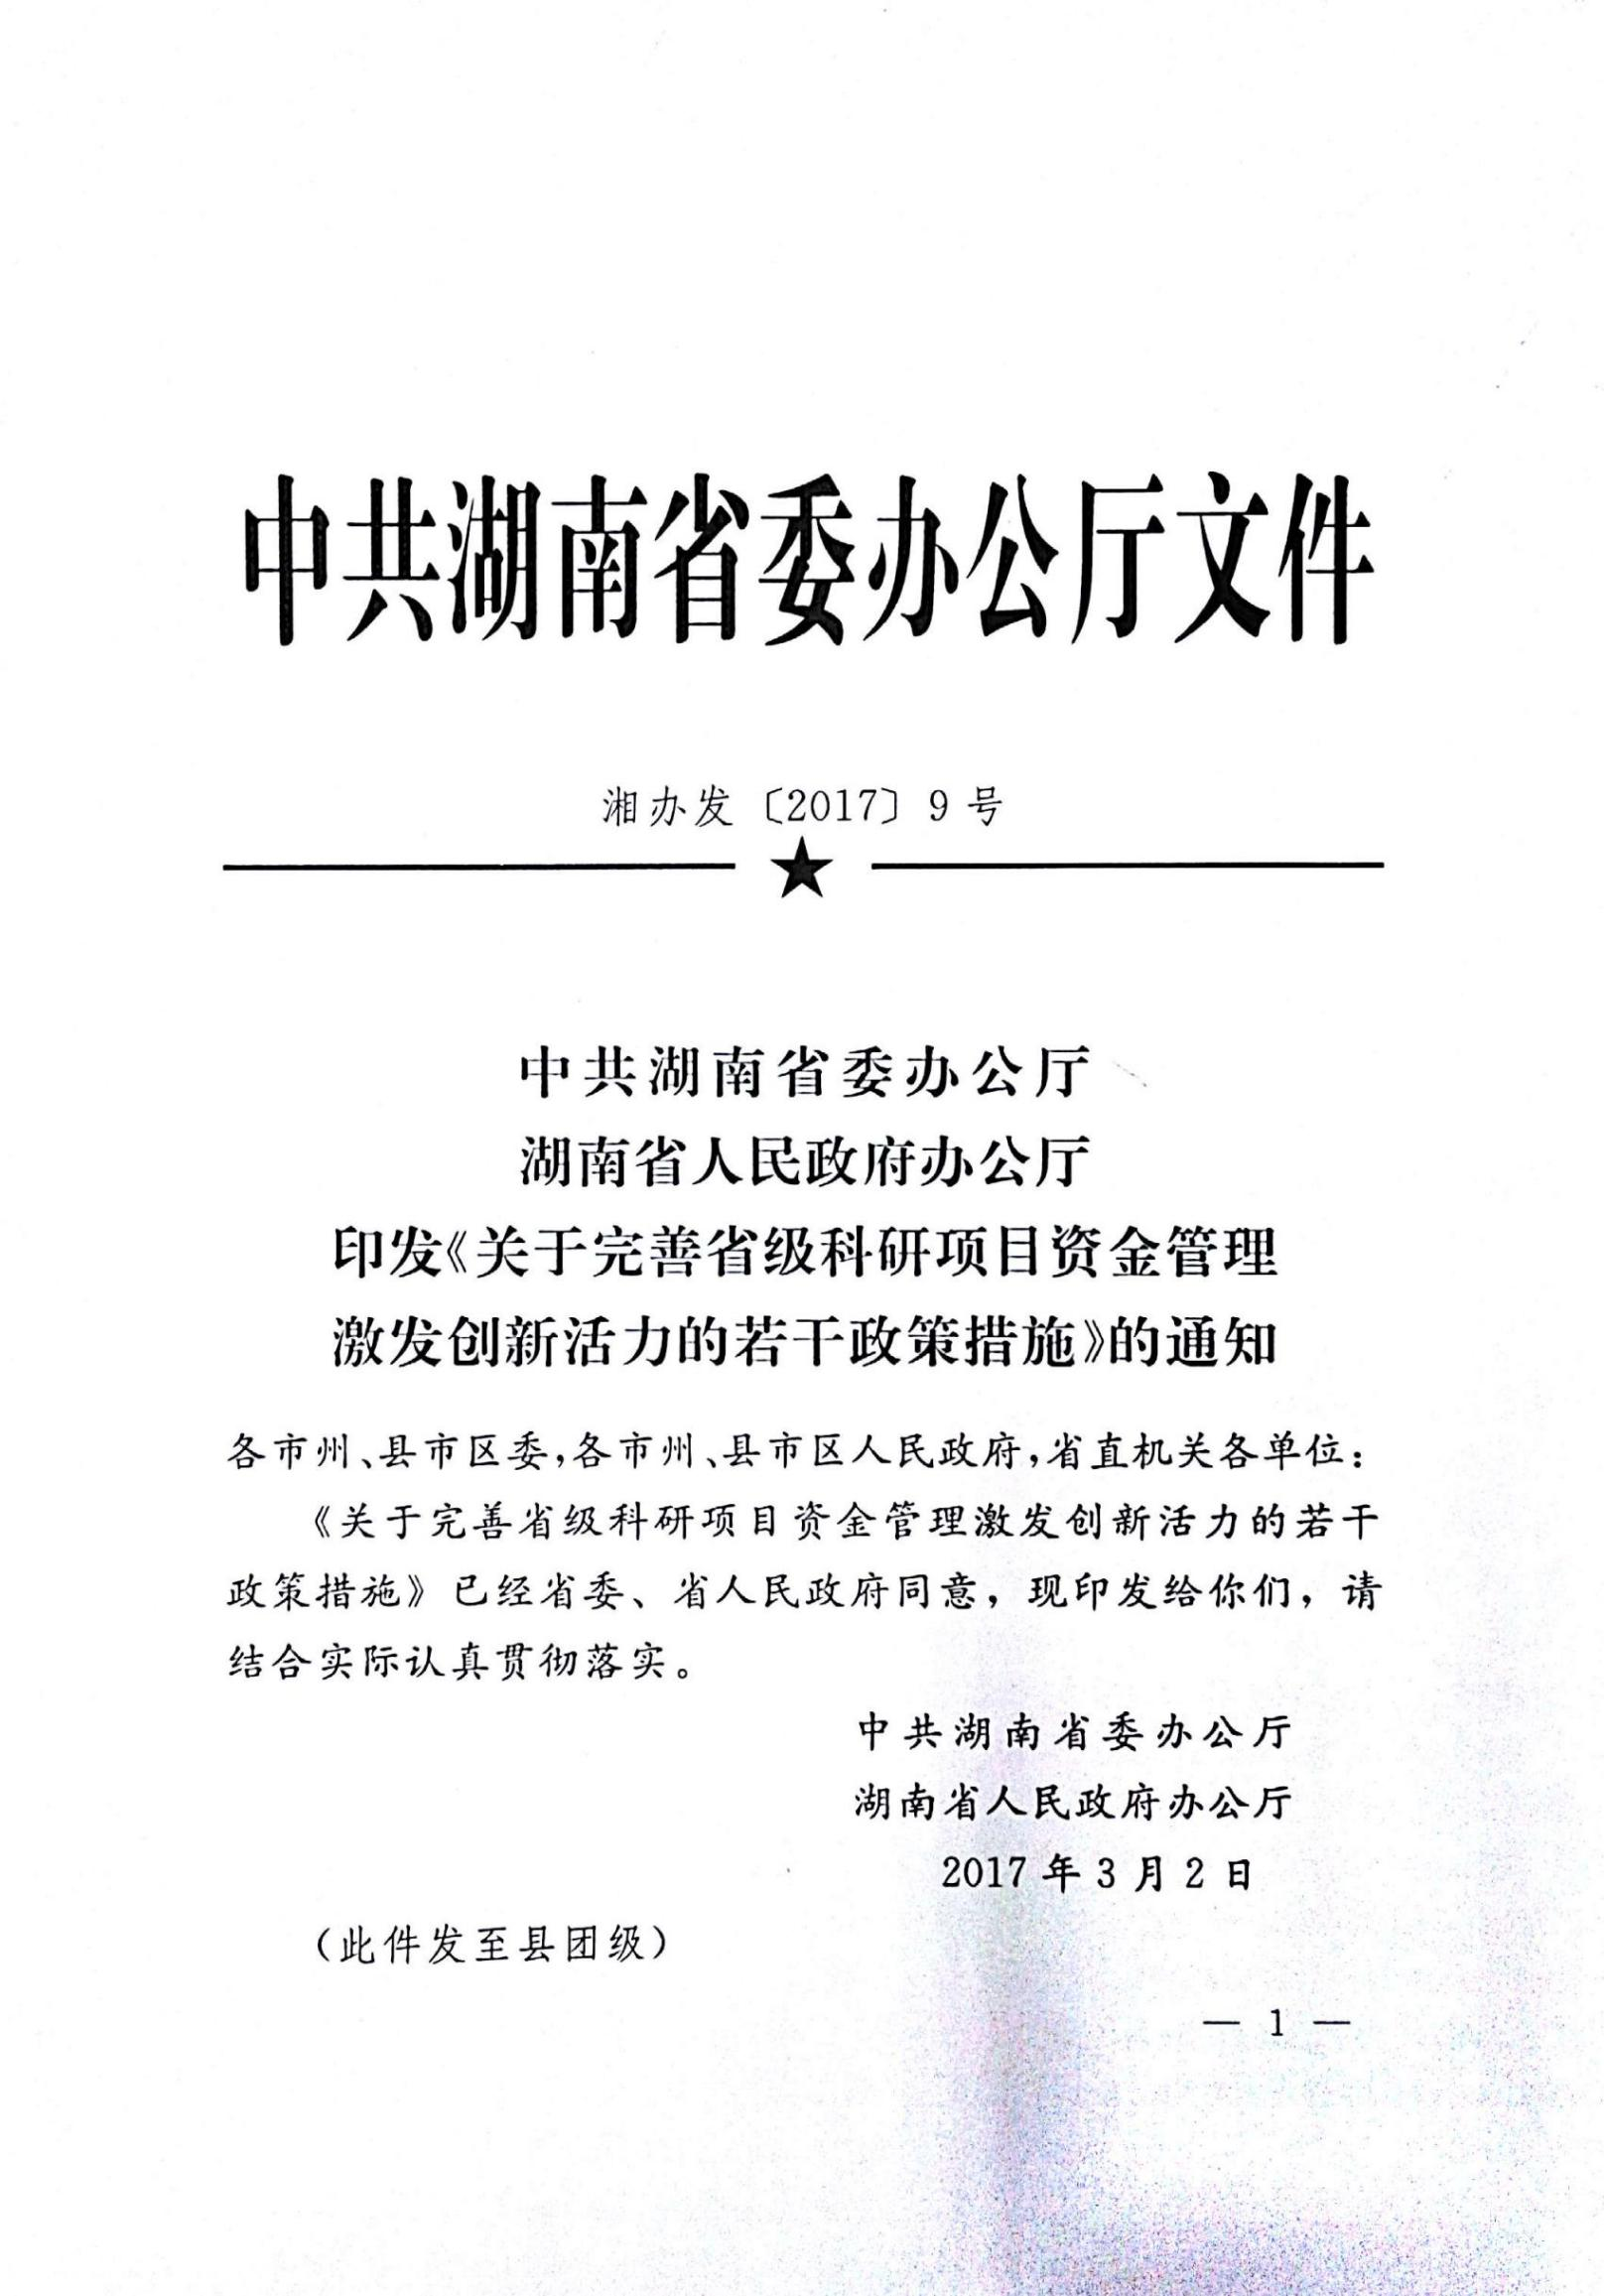 中共湖南省委办公厅文件
湘办发〔2017〕9号
中共湖南省委办公厅
湖南省人民政府办公厅
印发《关于完善省级科研项目资金管理
激发创新活力的若干政策措施》的通知
各市州、县市区委,各市州、县市区人民政府,省直机关各单位:
《关于完善省级科研项目资金管理激发创新活力的若干
政策措施》已经省委、省人民政府同意，现印发给你们，请
结合实际认真贯彻落实。
中共湖南省委办公厅
湖南省人民政府办公厅
2017年3月2日
（此件发至县团级）
— 1 —